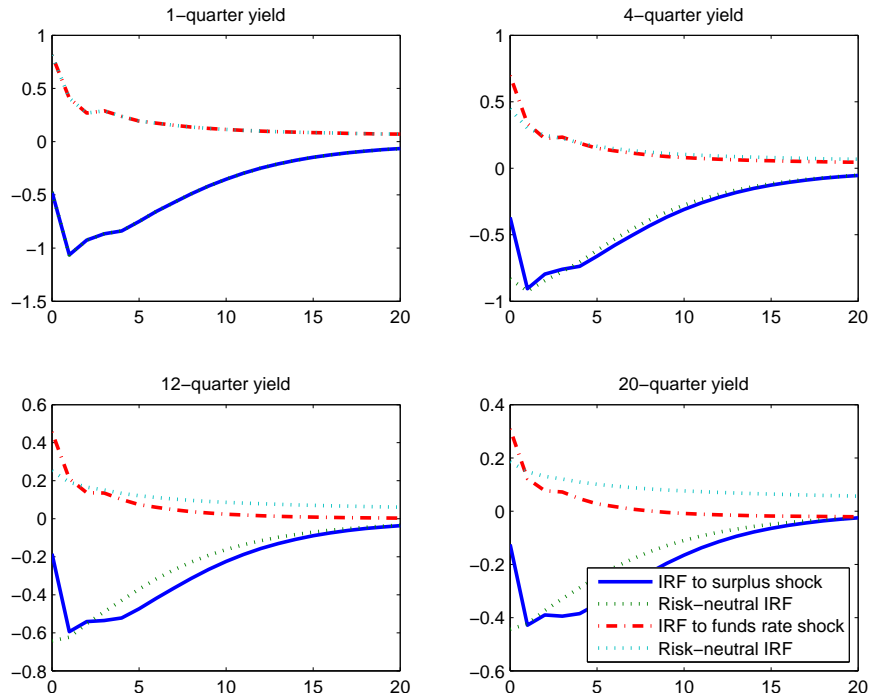 1−quarter yield
1
0.5
0
−0.5
−1
−1.5
0 5 10 15 20
4−quarter yield
1
0.5
0
−0.5
−1
0 5 10 15 20
12−quarter yield
0.6
0.4
0.2
0
−0.2
−0.4
−0.6
−0.8
0 5 10 15 20
20−quarter yield
0.4
0.2
0
−0.2
−0.4
−0.6
0 5 10 15 20
IRF to surplus shock
Risk−neutral IRF
IRF to funds rate shock
Risk−neutral IRF